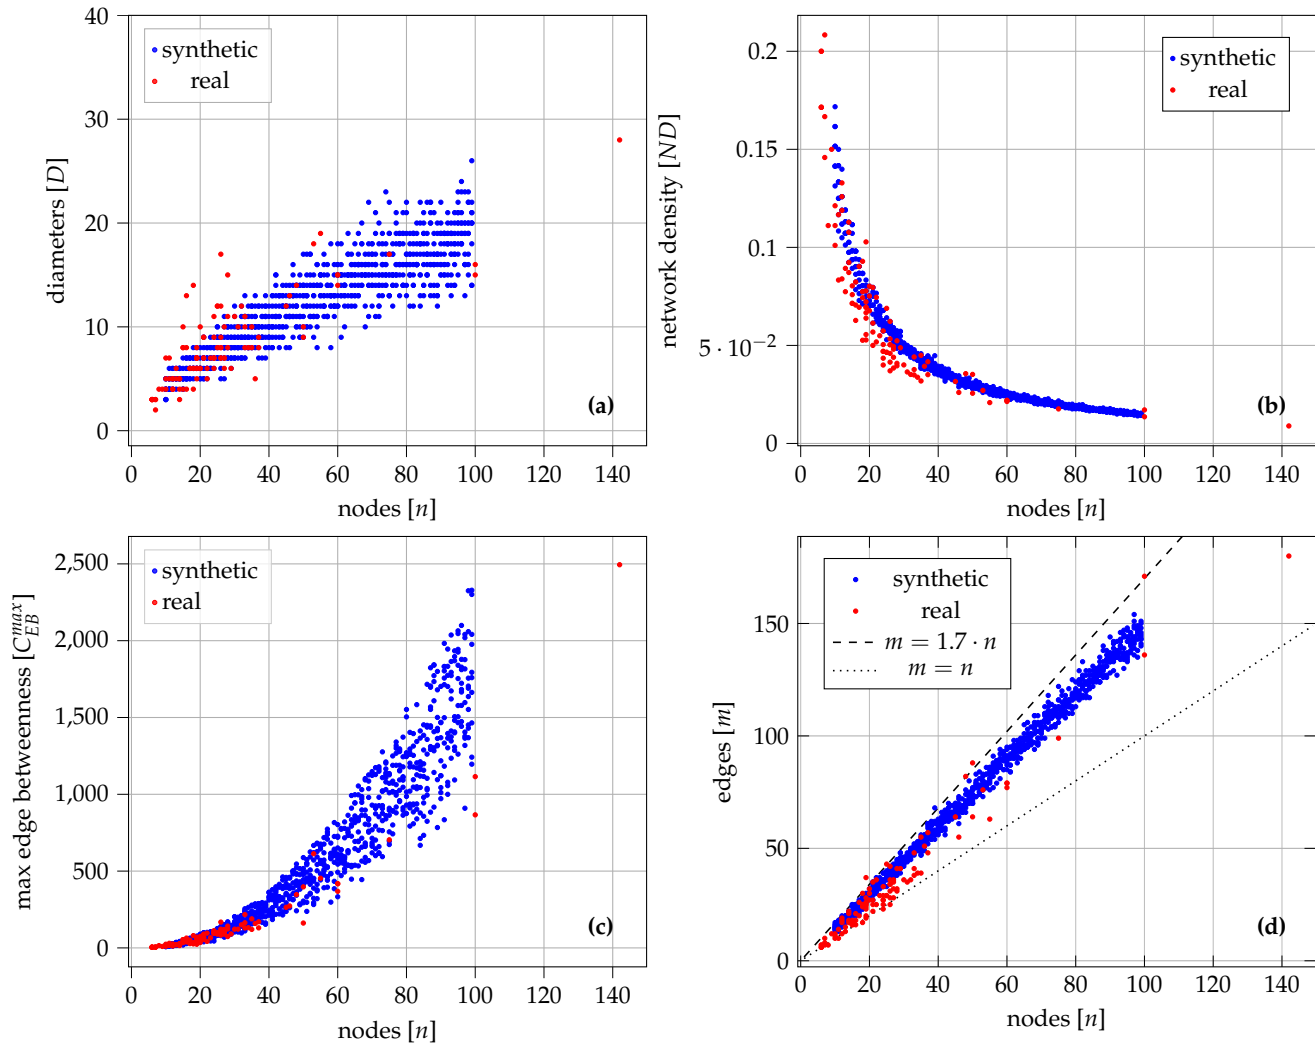 40
30
20
10
0
diameters [D]
synthetic
real
(a)
0 20 40 60 80 100 120 140
nodes [n]
0.2
0.15
0.1
5 · 10⁻²
0
network density [ND]
synthetic
real
(b)
0 20 40 60 80 100 120 140
nodes [n]
2,500
2,000
1,500
1,000
500
0
max edge betweenness [C_{EB}^{max}]
synthetic
real
(c)
0 20 40 60 80 100 120 140
nodes [n]
150
100
50
0
edges [m]
synthetic
real
m = 1.7 · n
m = n
(d)
0 20 40 60 80 100 120 140
nodes [n]